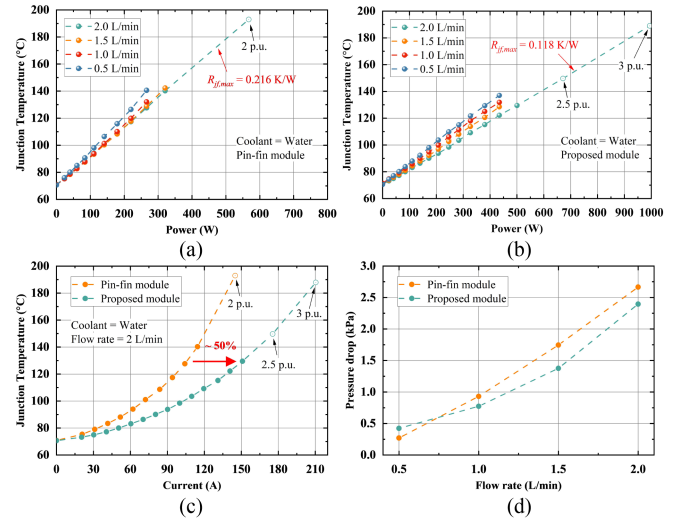 (a)
200
180
160
140
120
100
80
60
Junction Temperature (°C)
2.0 L/min
1.5 L/min
1.0 L/min
0.5 L/min
2 p.u.
Rjf,max = 0.216 K/W
Coolant = Water
Pin-fin module
0 100 200 300 400 500 600 700 800
Power (W)
(a)
200
180
160
140
120
100
80
60
Junction Temperature (°C)
2.0 L/min
1.5 L/min
1.0 L/min
0.5 L/min
Rjf,max = 0.118 K/W
3 p.u.
2.5 p.u.
Coolant = Water
Proposed module
0 100 200 300 400 500 600 700 800 900 1000
Power (W)
(b)
200
180
160
140
120
100
80
60
Junction Temperature (°C)
Pin-fin module
Proposed module
Coolant = Water
Flow rate = 2 L/min
2 p.u.
3 p.u.
~ 50%
2.5 p.u.
0 30 60 90 120 150 180 210
Current (A)
(c)
3.0
2.5
2.0
1.5
1.0
0.5
0.0
Pressure drop (kPa)
Pin-fin module
Proposed module
0.5 1.0 1.5 2.0
Flow rate (L/min)
(d)